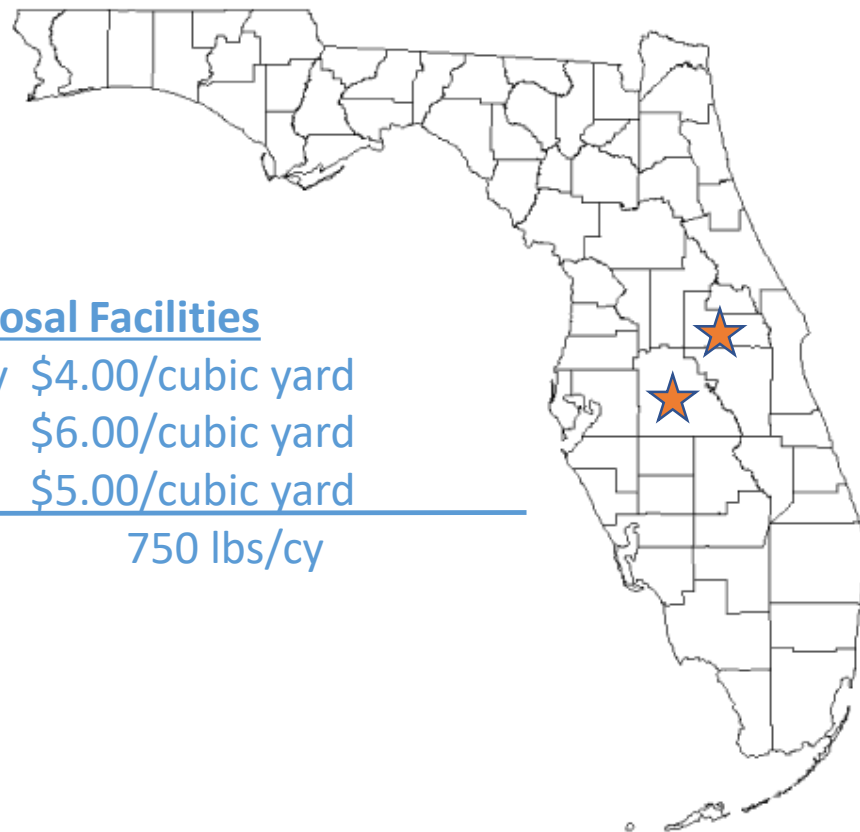 osal Facilities
y $4.00/cubic yard
$6.00/cubic yard
$5.00/cubic yard
750 lbs/cy